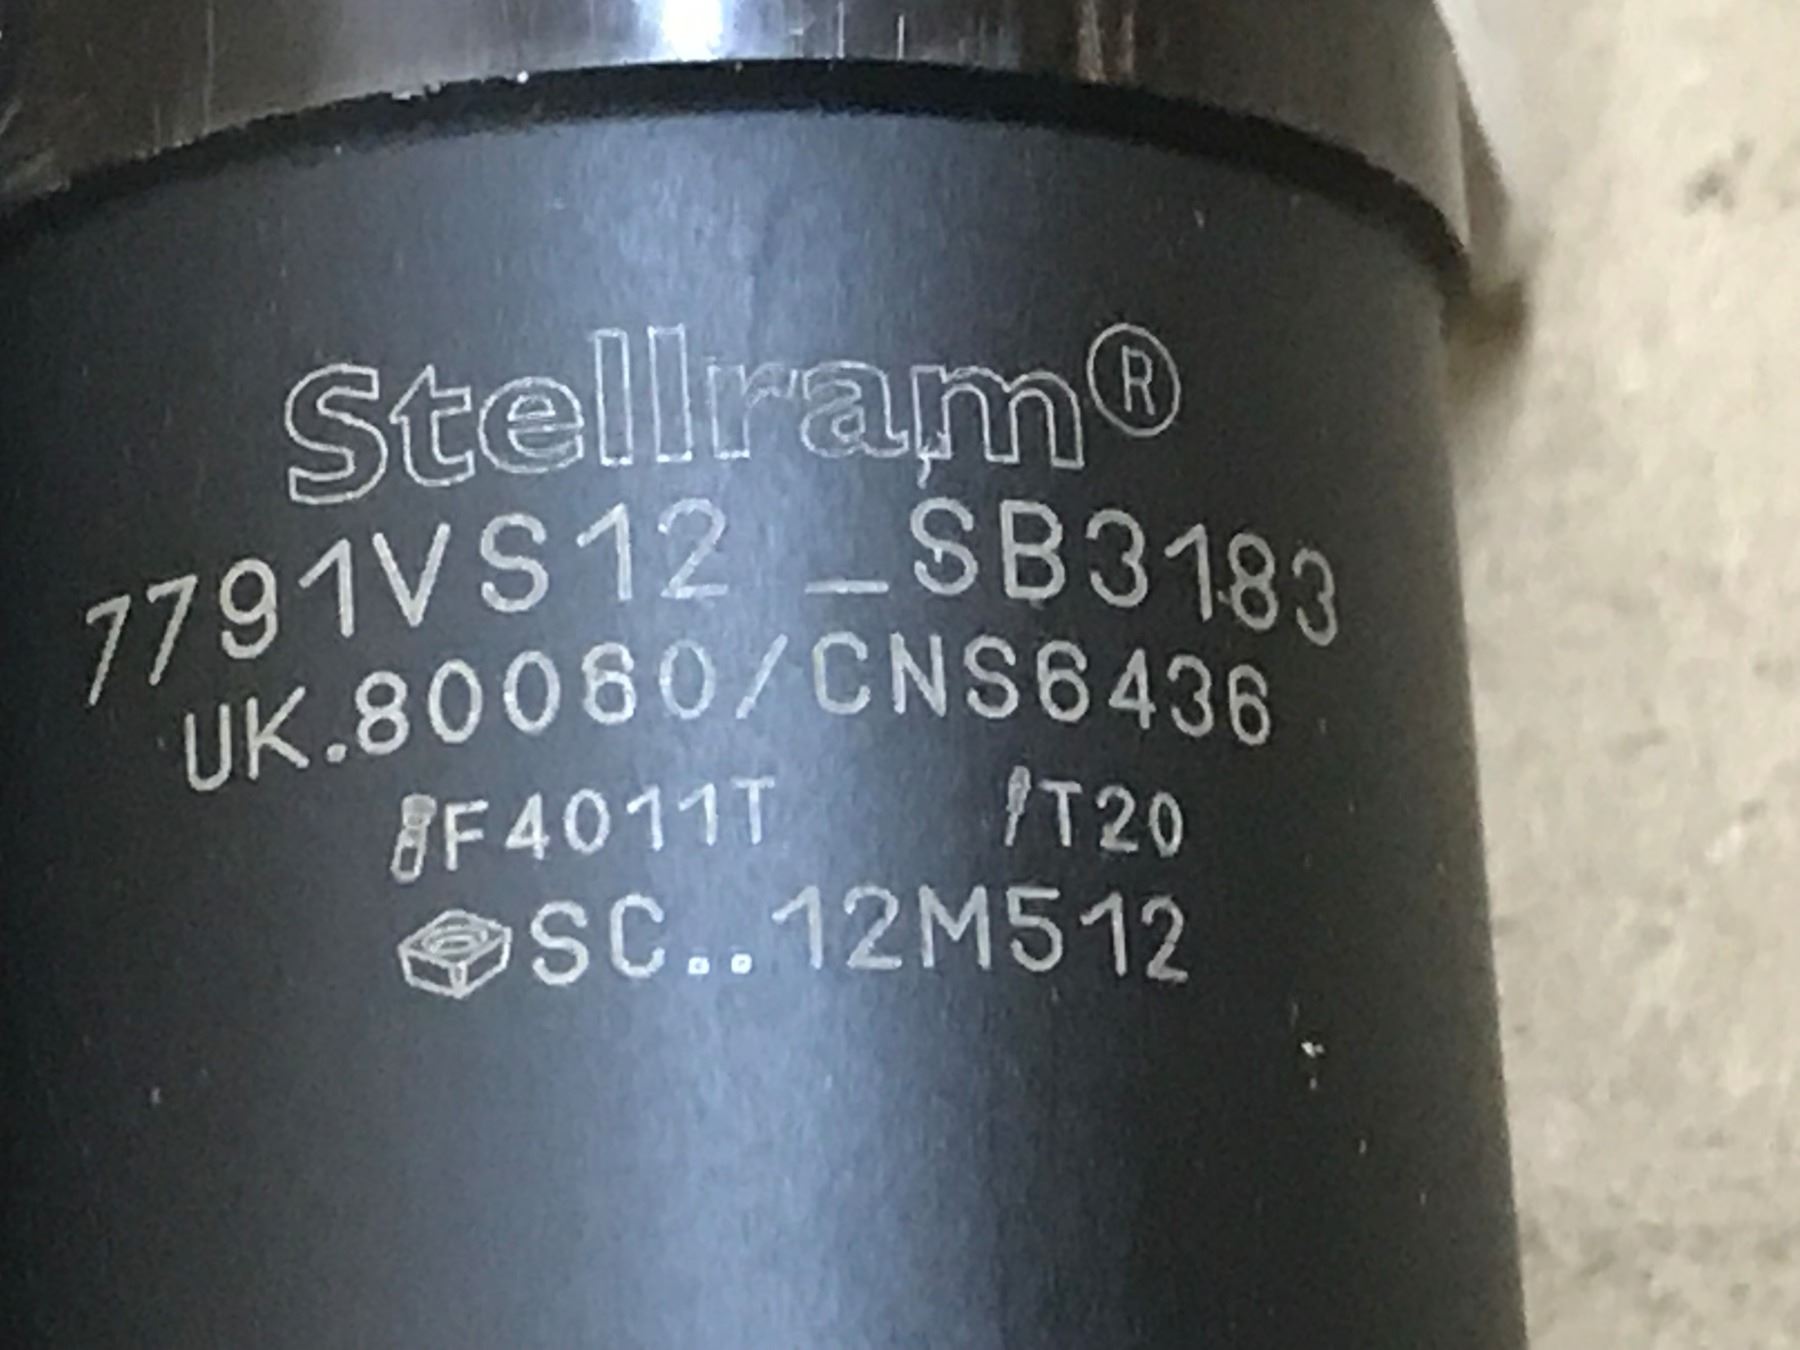 Stellram®
7791VS12_SB3183
UK.80060/CNS6436
F4011T T20
SC..12M512